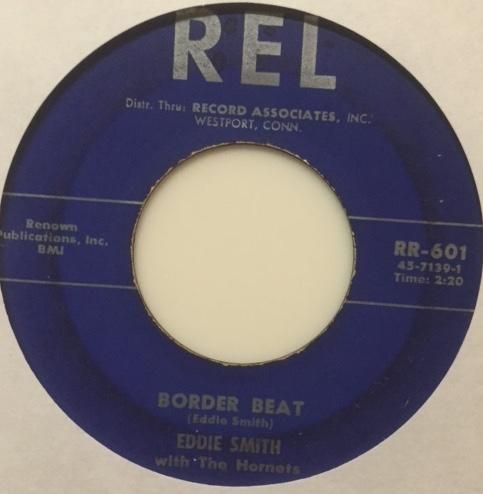 REL
Distr. Thru: RECORD ASSOCIATES, INC.
WESTPORT, CONN.
Renown
Publications, Inc.
BMI
RR-601
45-7139-1
Time: 2:20
BORDER BEAT
(Eddie Smith)
EDDIE SMITH
with The Hornets